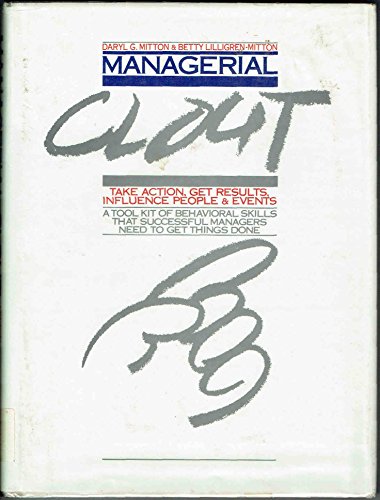 DARYL G. MITTON & BETTY LILLIGREN-MITTON
MANAGERIAL
CLOUT
TAKE ACTION, GET RESULTS,
INFLUENCE PEOPLE & EVENTS
A TOOL KIT OF BEHAVIORAL SKILLS
THAT SUCCESSFUL MANAGERS
NEED TO GET THINGS DONE